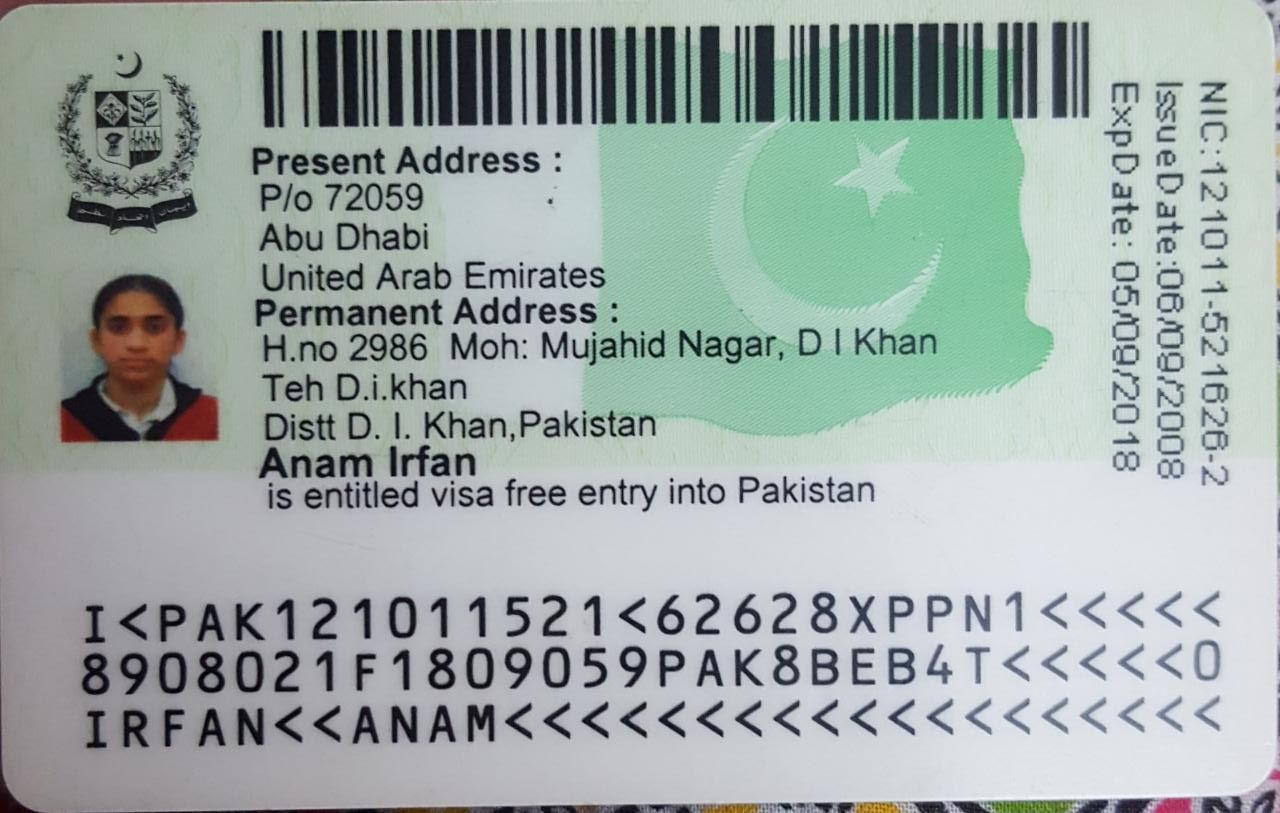 Present Address :
P/o 72059
Abu Dhabi
United Arab Emirates
Permanent Address :
H.no 2986 Moh: Mujahid Nagar, D I Khan
Teh D.i.khan
Distt D. I. Khan,Pakistan
Anam Irfan
is entitled visa free entry into Pakistan
NIC:121011-521626-2
IssueDate:06/09/2008
ExpDate: 05/09/2018
I<PAK121011521<62628XPPN1<<<<<
8908021F1809059PAK8BEB4T<<<<<0
IRFAN<<ANAM<<<<<<<<<<<<<<<<<<<